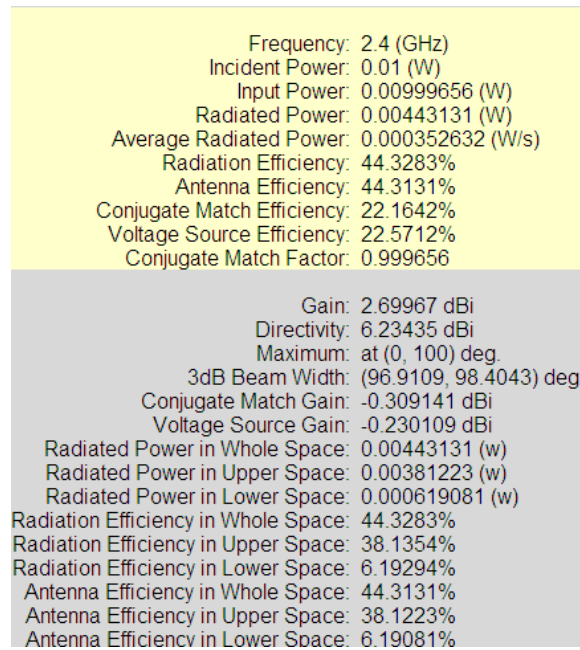 Frequency: 2.4 (GHz)
Incident Power: 0.01 (W)
Input Power: 0.00999656 (W)
Radiated Power: 0.00443131 (W)
Average Radiated Power: 0.000352632 (W/s)
Radiation Efficiency: 44.3283%
Antenna Efficiency: 44.3131%
Conjugate Match Efficiency: 22.1642%
Voltage Source Efficiency: 22.5712%
Conjugate Match Factor: 0.999656
Gain: 2.69967 dBi
Directivity: 6.23435 dBi
Maximum: at (0, 100) deg.
3dB Beam Width: (96.9109, 98.4043) deg
Conjugate Match Gain: -0.309141 dBi
Voltage Source Gain: -0.230109 dBi
Radiated Power in Whole Space: 0.00443131 (w)
Radiated Power in Upper Space: 0.00381223 (w)
Radiated Power in Lower Space: 0.000619081 (w)
Radiation Efficiency in Whole Space: 44.3283%
Radiation Efficiency in Upper Space: 38.1354%
Radiation Efficiency in Lower Space: 6.19294%
Antenna Efficiency in Whole Space: 44.3131%
Antenna Efficiency in Upper Space: 38.1223%
Antenna Efficiency in Lower Space: 6.19081%